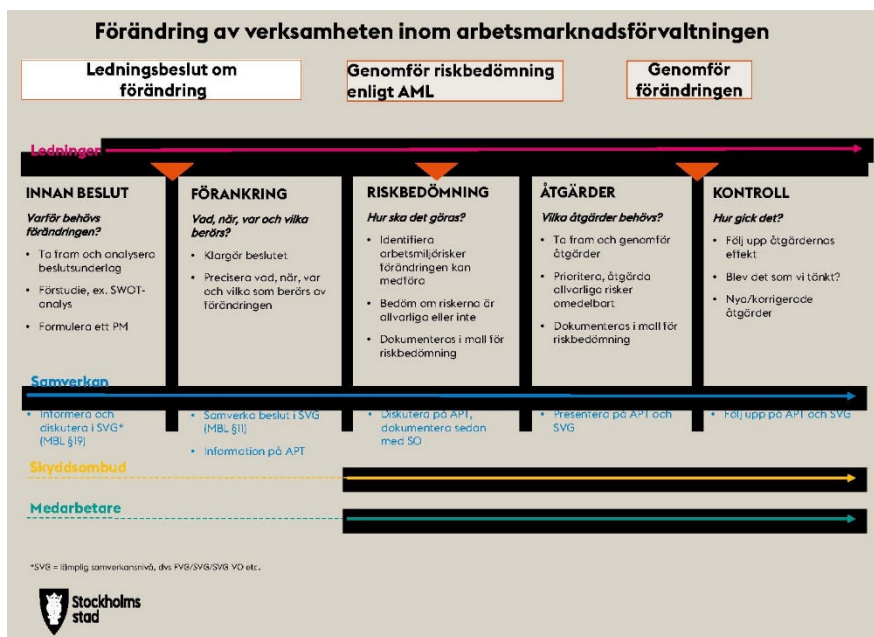 Förändring av verksamheten inom arbetsmarknadsförvaltningen
Ledningsbeslut om
förändring
Genomför riskbedömning
enligt AML
Genomför
förändringen
Ledningen
INNAN BESLUT
Varför behövs
förändringen?
• Ta fram och analysera
beslutsunderlag
• Förstudie, ex. SWOT-
analys
• Formulera ett PM
FÖRANKRING
Vad, när, var och vilka
berörs?
• Klargör beslutet
• Precisera vad, när, var
och vilka som berörs av
förändringen
RISKBEDÖMNING
Hur ska det göras?
• Identifiera
arbetsmiljörisker
förändringen kan
medföra
• Bedöm om riskerna är
allvarliga eller inte
• Dokumenteras i mall för
riskbedömning
ÅTGÄRDER
Vilka åtgärder behövs?
• Ta fram och genomför
åtgärder
• Prioritera, åtgärda
allvarliga risker
omedelbart
• Dokumenteras i mall för
riskbedömning
KONTROLL
Hur gick det?
• Följ upp åtgärdernas
effekt
• Blev det som vi tänkt?
• Nya/korrigerade
åtgärder
Samverkan
• Informera och
diskutera i SVG*
(MBL §19)
• Samverka beslut i SVG
(MBL §11)
• Information på APT
• Diskutera på APT,
dokumentera sedan
med SO
• Presentera på APT och
SVG
• Följ upp på APT och SVG
Skyddsombud
Medarbetare
*SVG = lämplig samverkansnivå, dvs FVG/SVG/SVG VO etc.
Stockholms
stad